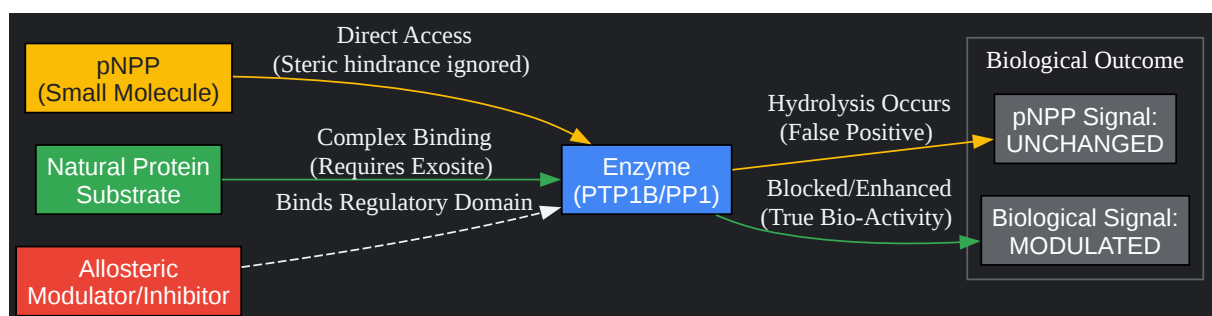 pNPP
(Small Molecule)
Direct Access
(Steric hindrance ignored)
Natural Protein
Substrate
Complex Binding
(Requires Exosite)
Binds Regulatory Domain
Allosteric
Modulator/Inhibitor
Enzyme
(PTP1B/PP1)
Hydrolysis Occurs
(False Positive)
Blocked/Enhanced
(True Bio-Activity)
Biological Outcome
pNPP Signal:
UNCHANGED
Biological Signal:
MODULATED